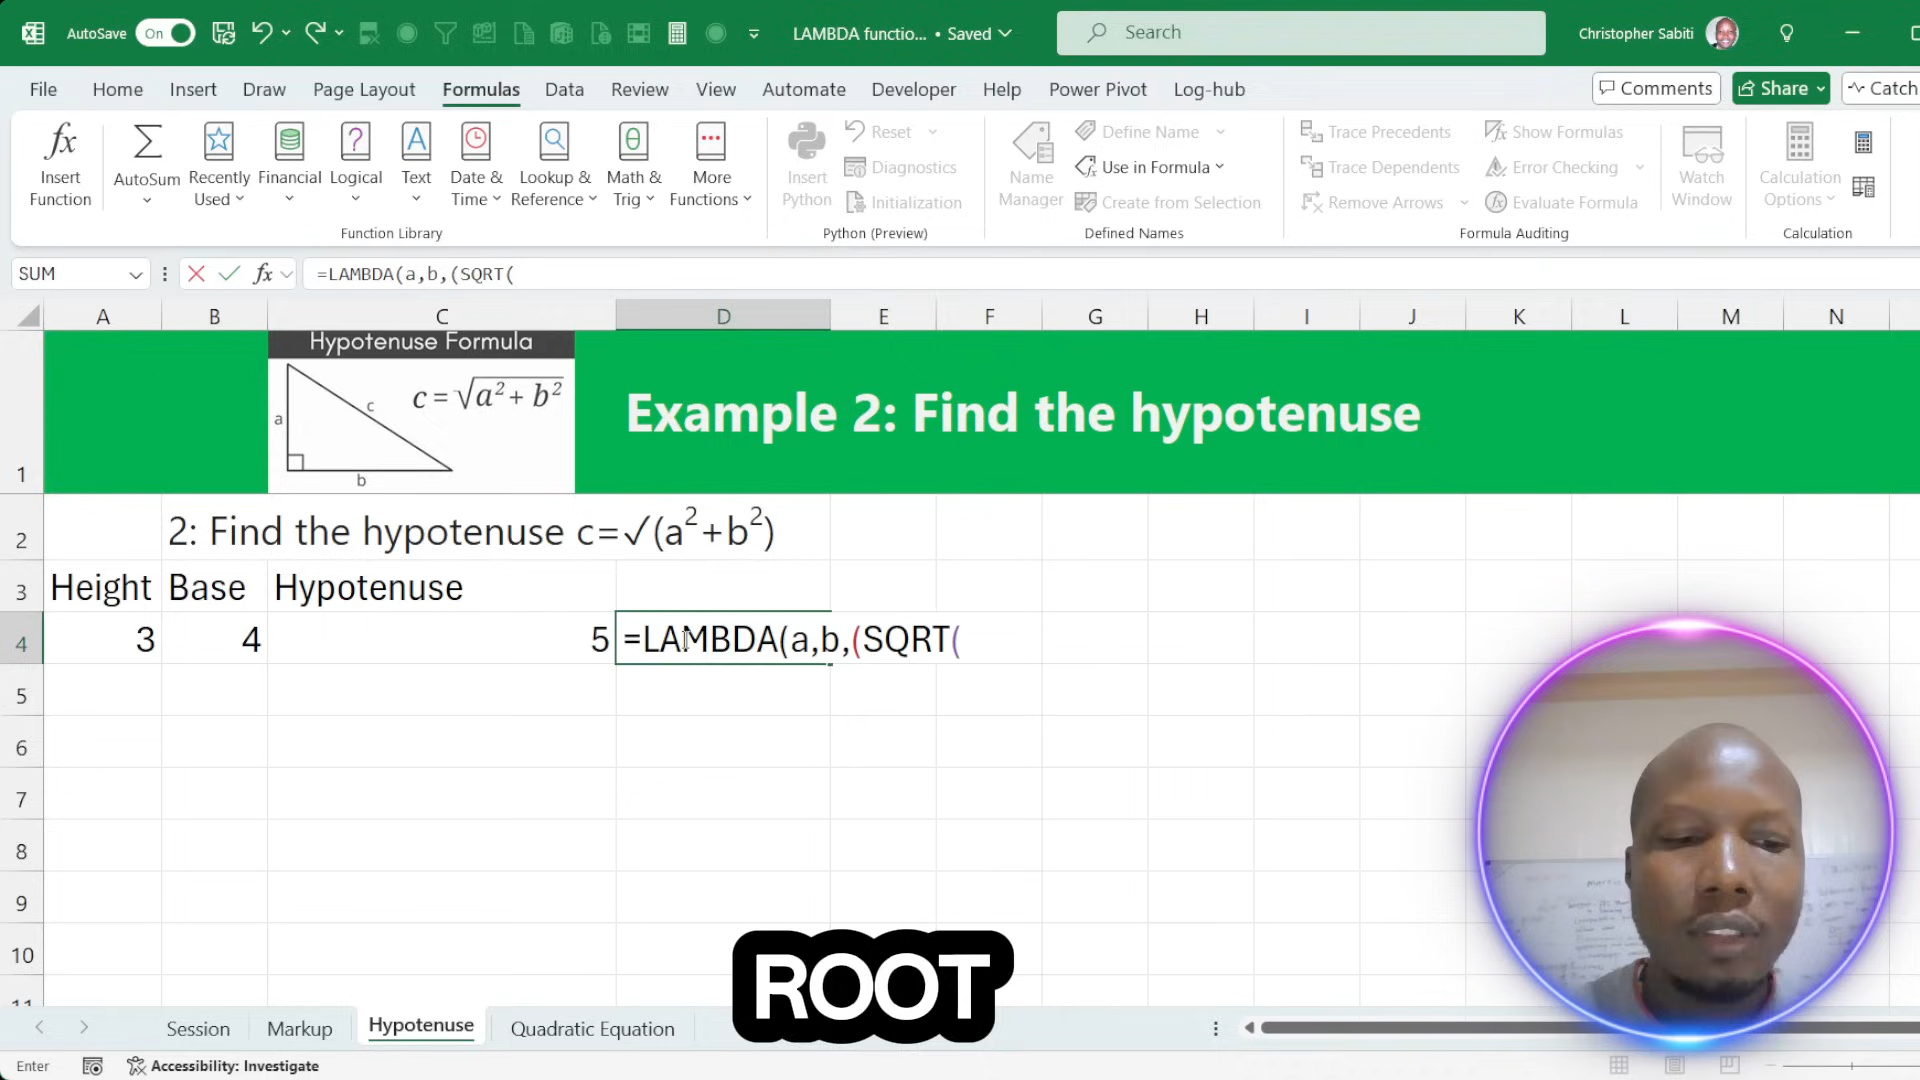 AutoSave On LAMBDA functio... • Saved Search Christopher Sabiti
File Home Insert Draw Page Layout Formulas Data Review View Automate Developer Help Power Pivot Log-hub Comments Share Catch
fx Insert Function
AutoSum
Recently Used
Financial
Logical
Text
Date & Time
Lookup & Reference
Math & Trig
More Functions
Function Library
Insert Python
Reset
Diagnostics
Initialization
Python (Preview)
Name Manager
Define Name
Use in Formula
Create from Selection
Defined Names
Trace Precedents
Trace Dependents
Remove Arrows
Show Formulas
Error Checking
Evaluate Formula
Formula Auditing
Watch Window
Calculation Options
Calculation
SUM fx =LAMBDA(a,b,(SQRT(
A B C D E F G H I J K L M N
Hypotenuse Formula
a c b
c = √a² + b²
1 Example 2: Find the hypotenuse
2 2: Find the hypotenuse c=✓(a²+b²)
3 Height Base Hypotenuse
4 3 4 5 =LAMBDA(a,b,(SQRT(
5
6
7
8
9
10
11
ROOT
Session Markup Hypotenuse Quadratic Equation
Enter Accessibility: Investigate